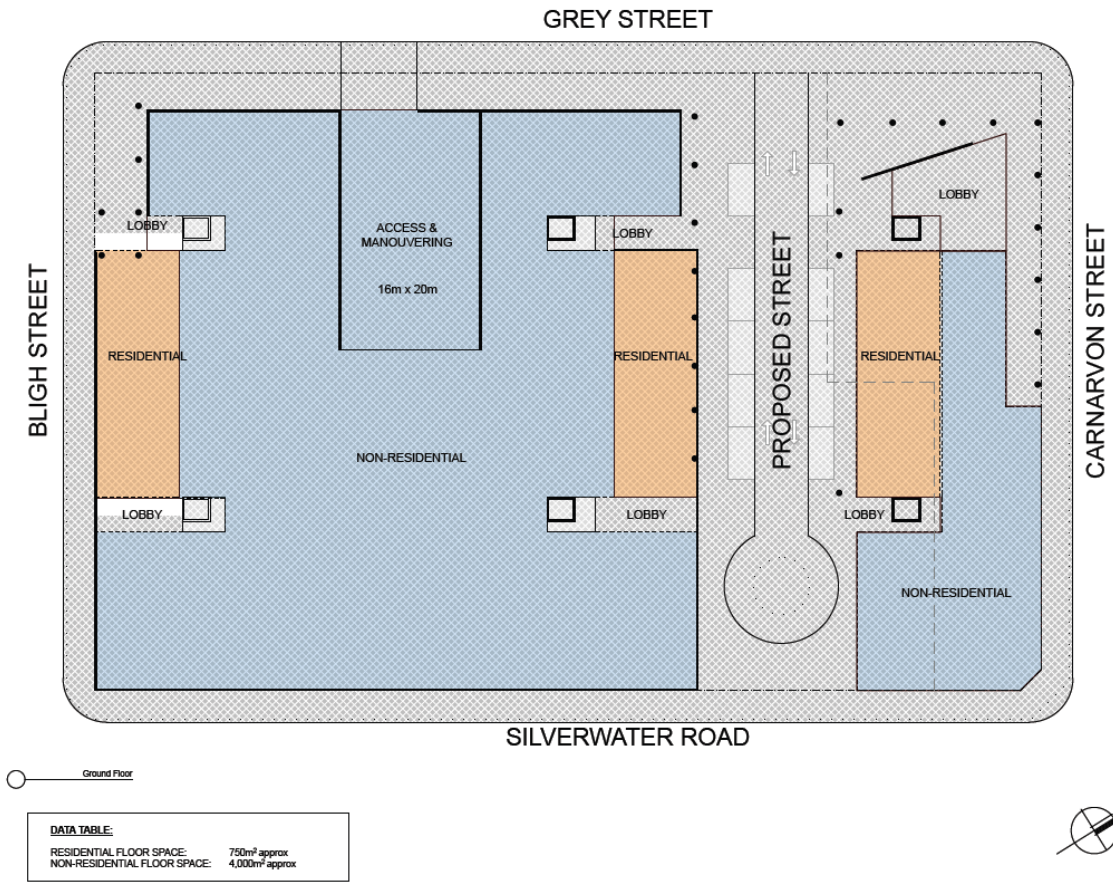 GREY STREET
LOBBY
ACCESS &
MANOUVERING
16m x 20m
LOBBY
LOBBY
BLIGH STREET
RESIDENTIAL
RESIDENTIAL
PROPOSED STREET
RESIDENTIAL
CARNARVON STREET
NON-RESIDENTIAL
LOBBY
LOBBY
LOBBY
NON-RESIDENTIAL
SILVERWATER ROAD
Ground Floor
DATA TABLE:
RESIDENTIAL FLOOR SPACE: 750m² approx
NON-RESIDENTIAL FLOOR SPACE: 4,000m² approx